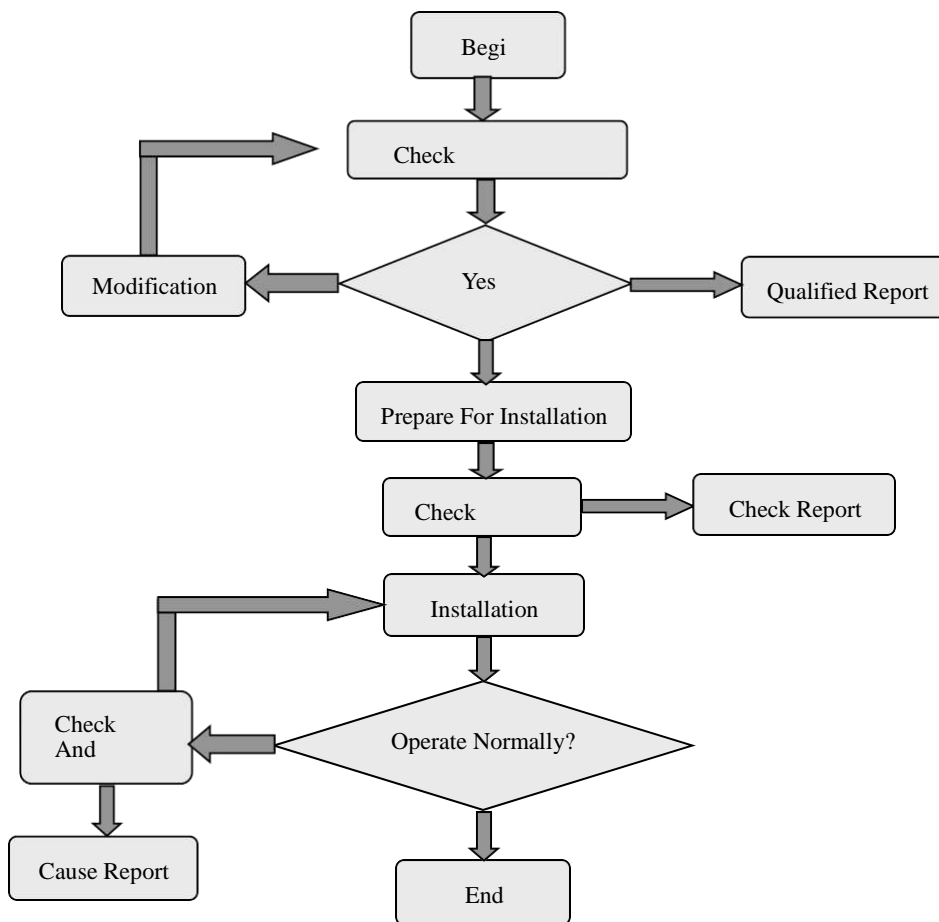 Begi
Check
Yes
Modification
Qualified Report
Prepare For Installation
Check
Check Report
Installation
Operate Normally?
Check
And
Cause Report
End